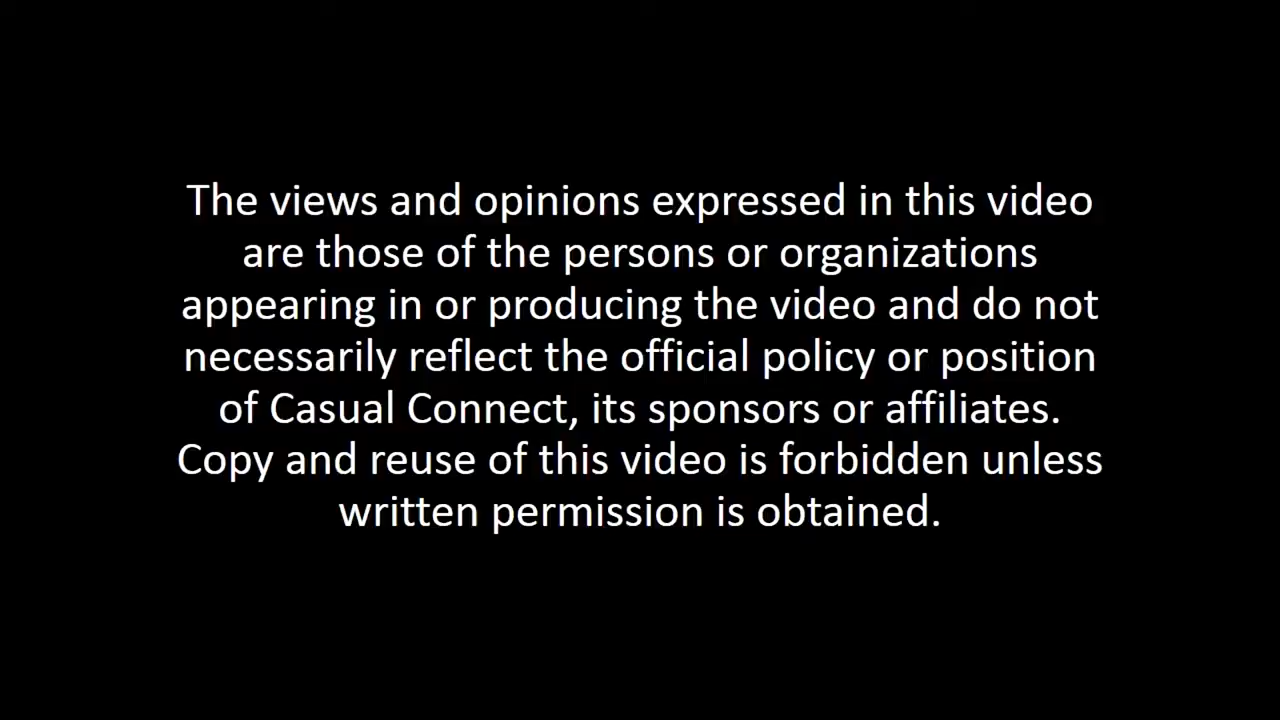 The views and opinions expressed in this video
are those of the persons or organizations
appearing in or producing the video and do not
necessarily reflect the official policy or position
of Casual Connect, its sponsors or affiliates.
Copy and reuse of this video is forbidden unless
written permission is obtained.